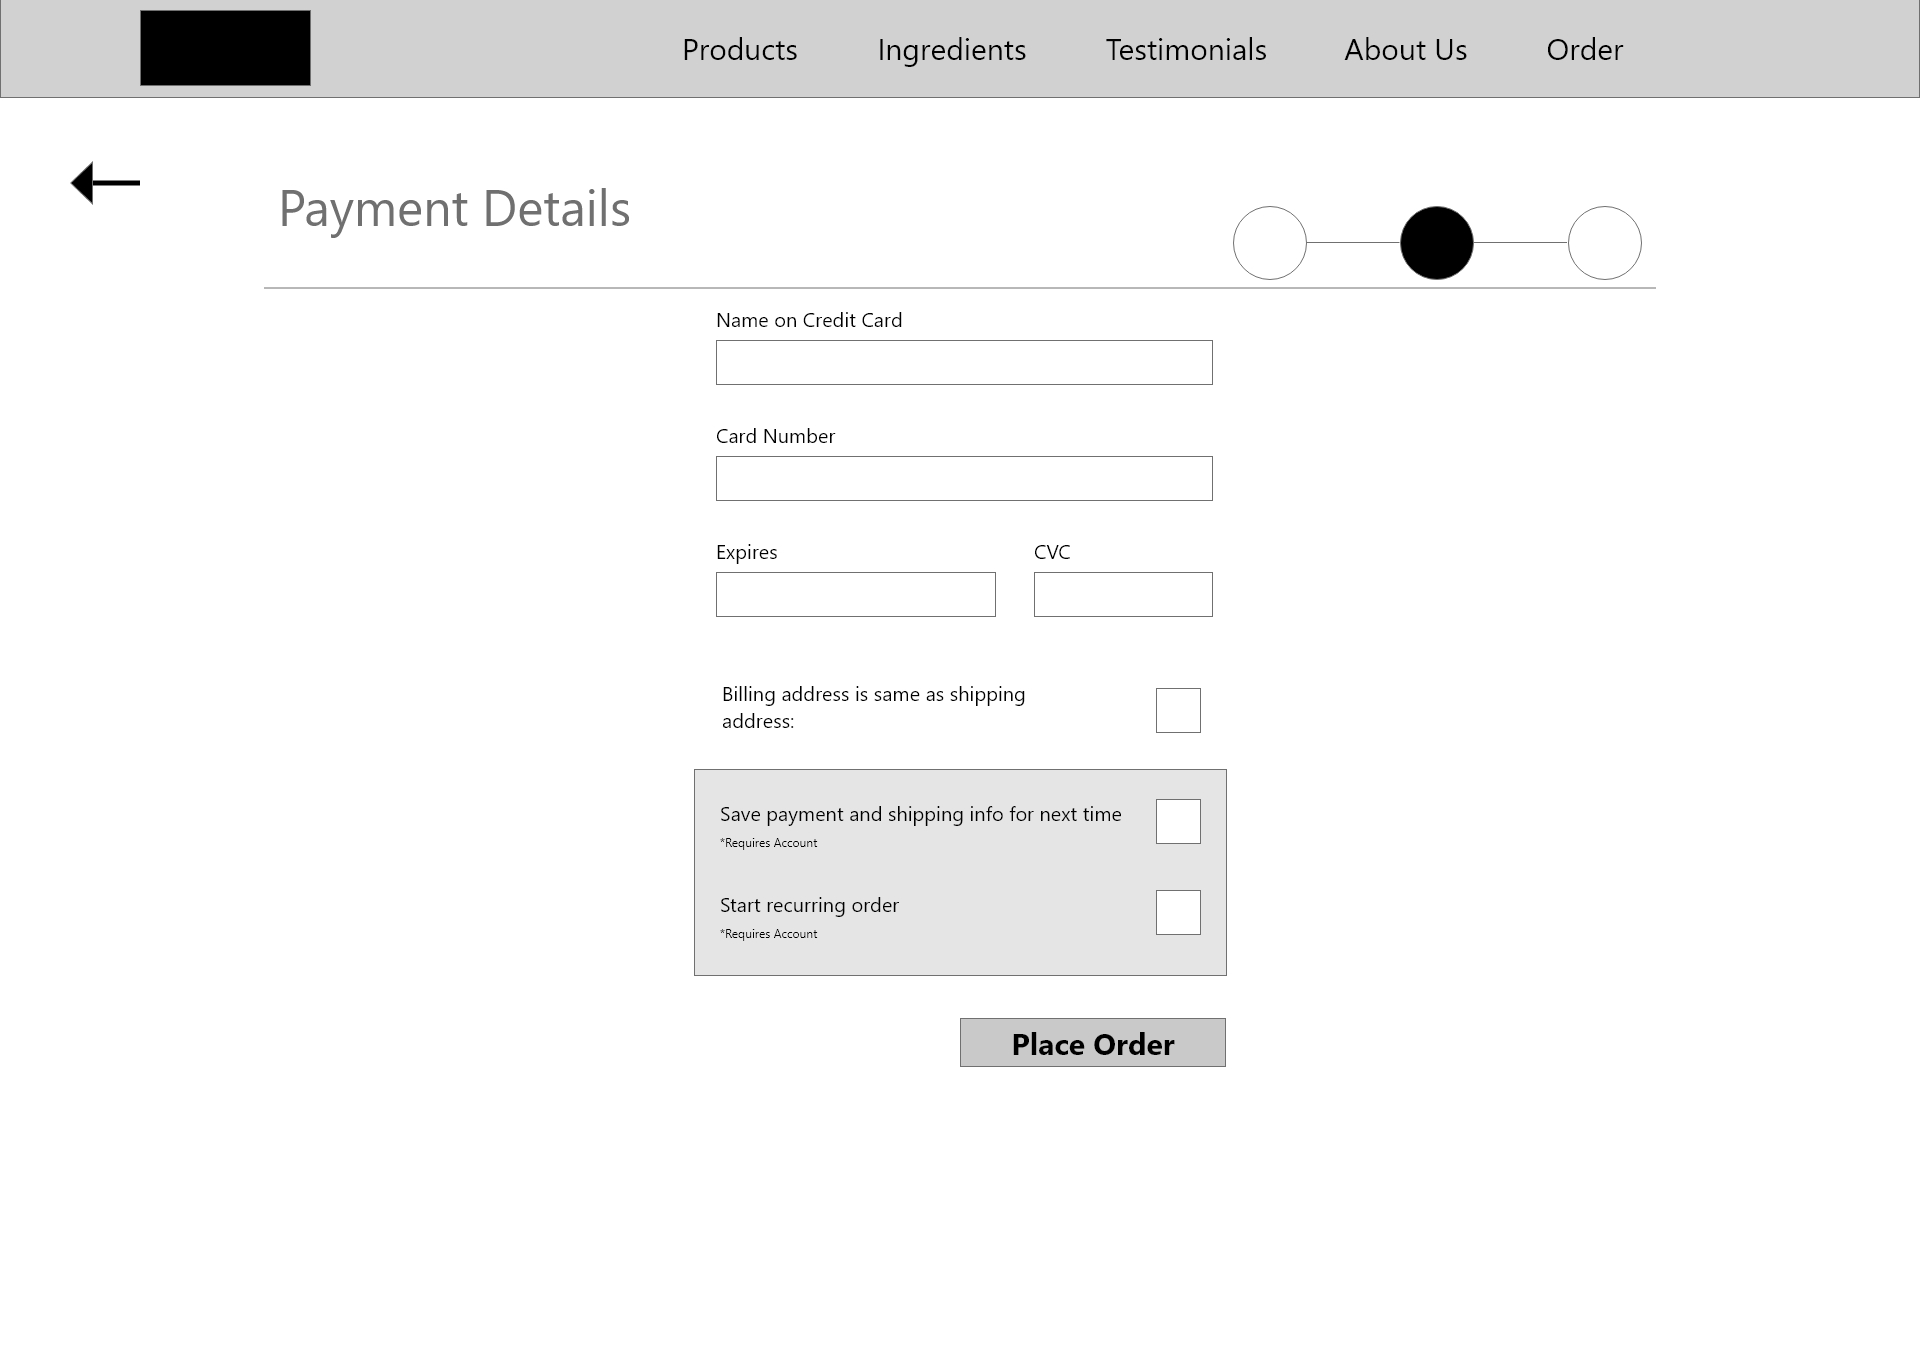 Products Ingredients Testimonials About Us Order
Payment Details
Name on Credit Card
Card Number
Expires CVC
Billing address is same as shipping
address:
Save payment and shipping info for next time
*Requires Account
Start recurring order
*Requires Account
Place Order